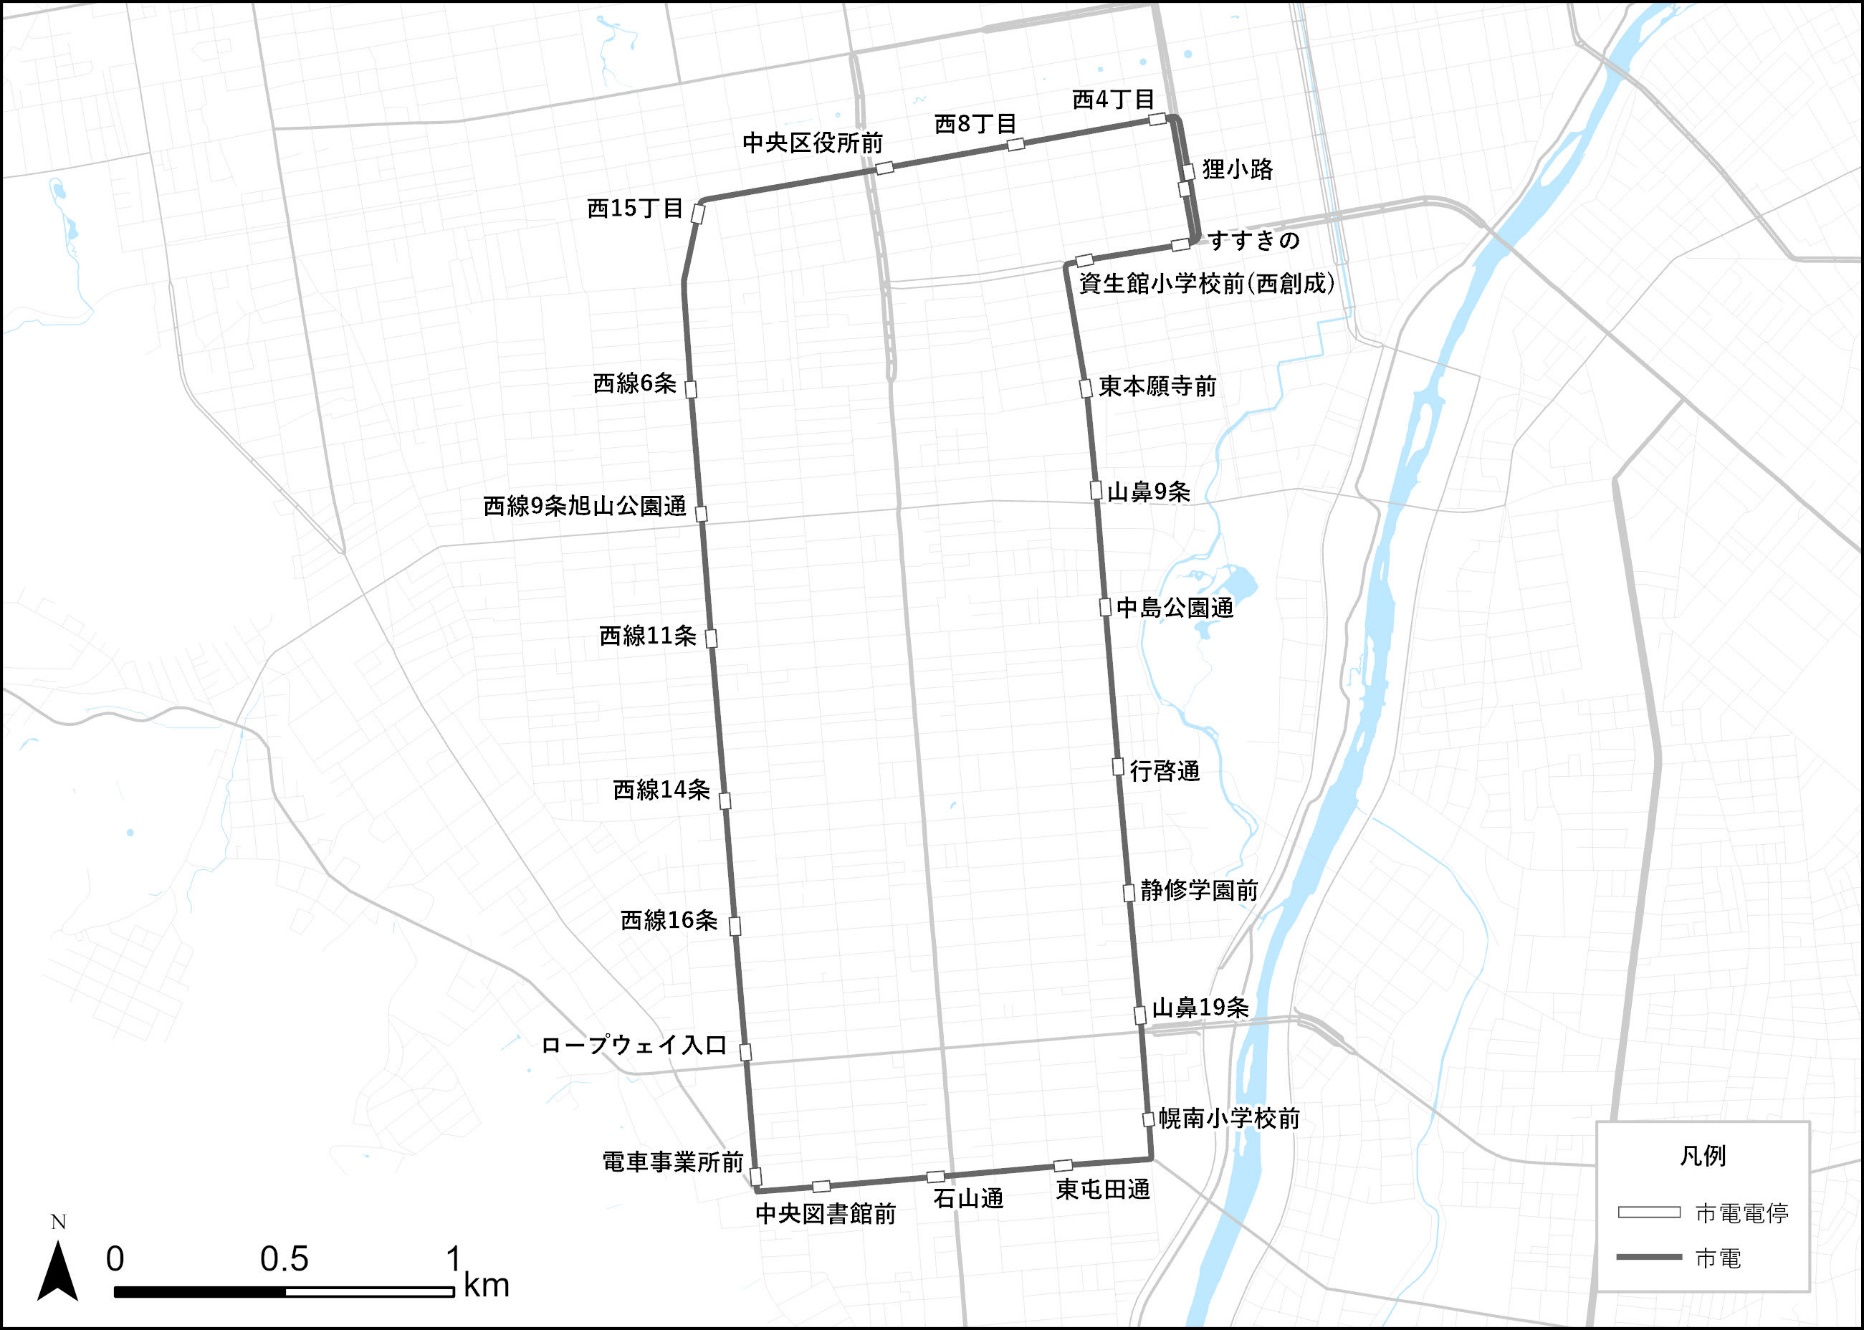 西4丁目
西8丁目
中央区役所前
狸小路
西15丁目
すすきの
資生館小学校前(西創成)
西線6条
東本願寺前
西線9条旭山公園通
山鼻9条
中島公園通
西線11条
行啓通
西線14条
静修学園前
西線16条
山鼻19条
ロープウェイ入口
幌南小学校前
電車事業所前
東屯田通
石山通
中央図書館前
凡例
市電電停
市電
N
0 0.5 1
km